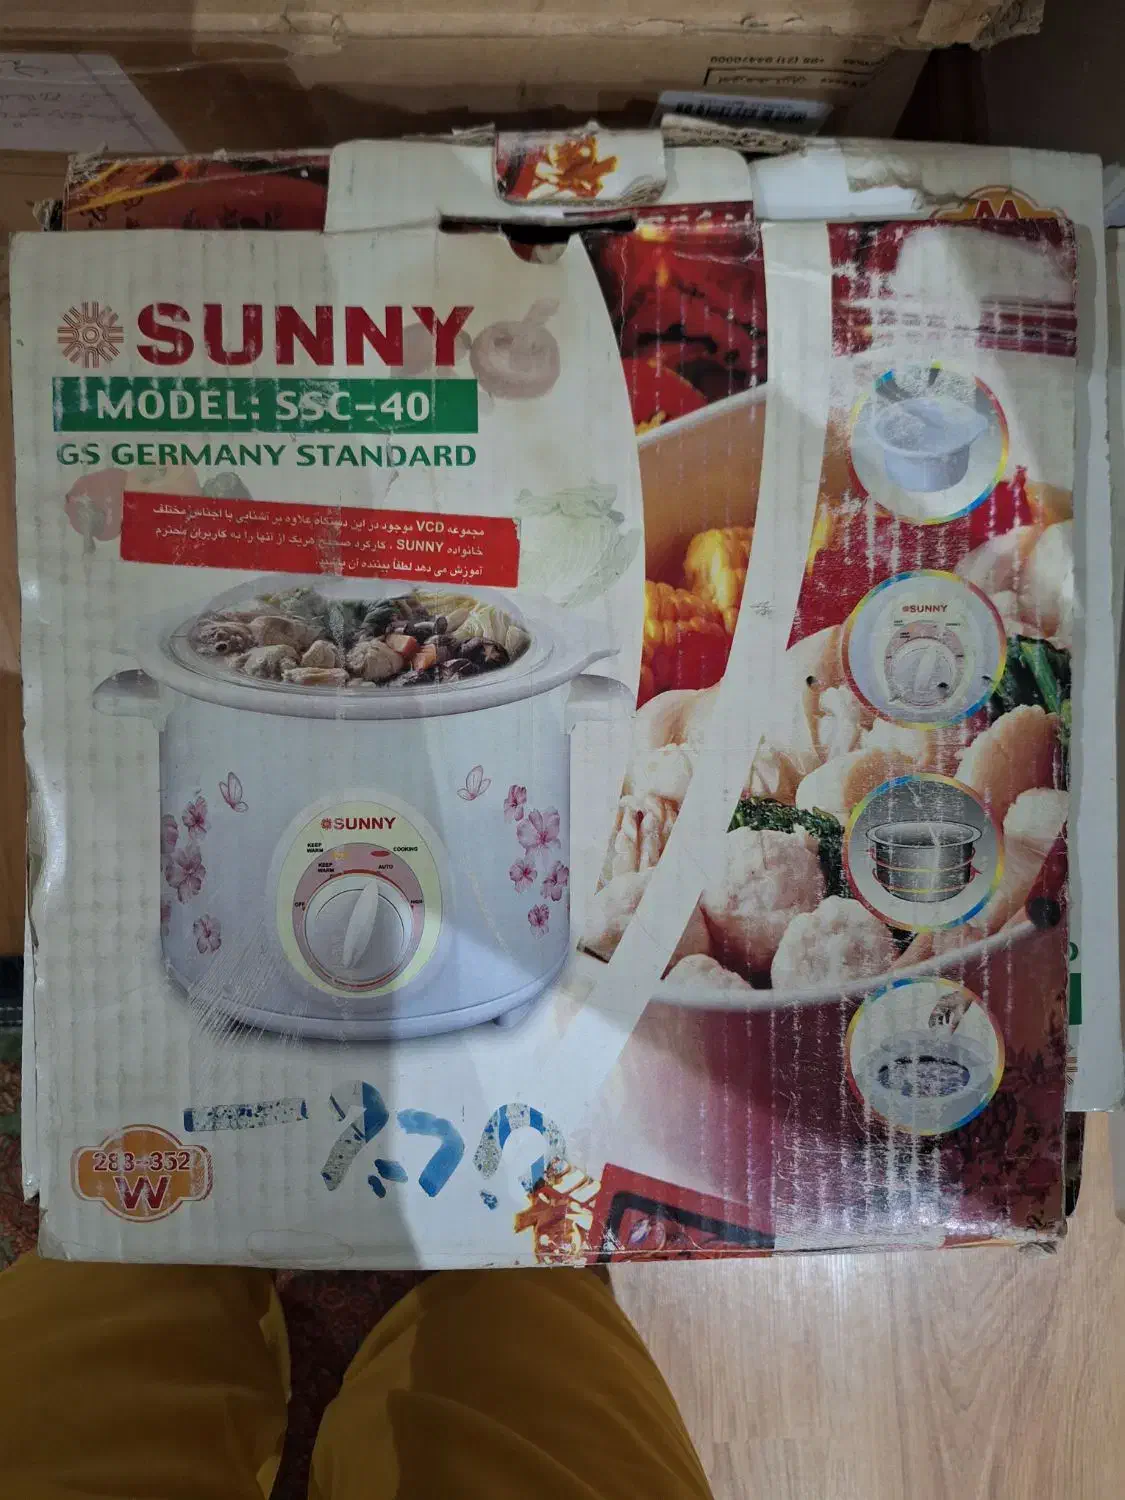 SUNNY
MODEL: SSC-40
GS GERMANY STANDARD
مجموعه VCD موجود در این دستگاه علاوه بر آشنایی با اجناس مختلف
خانواده SUNNY ، کارکرد صحیح هریک از آنها را به کاربران محترم
آموزش می دهد لطفاً بیننده آن باشید.
SUNNY
KEEP WARM
COOKING
KEEP WARM
AUTO
OFF
HIGH
SUNNY
283-352
W